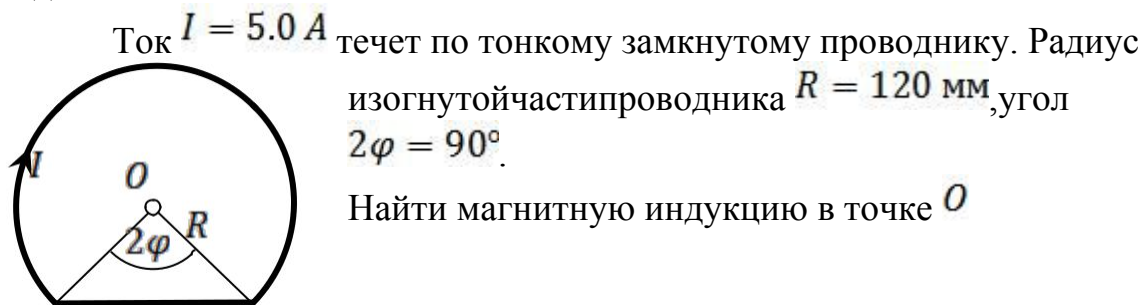 Ток I = 5.0 A течет по тонкому замкнутому проводнику. Радиус
изогнутойчастипроводника R = 120 мм,угол
2φ = 90°.
Найти магнитную индукцию в точке O
I
O
2φ R